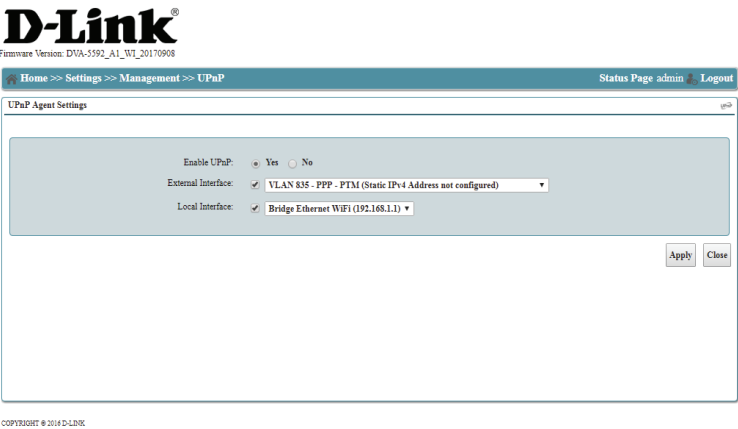 D-Link®
Firmware Version: DVA-5592_A1_WI_20170908
Home >> Settings >> Management >> UPnP Status Page admin Logout
UPnP Agent Settings
Enable UPnP: Yes No
External Interface: VLAN 835 - PPP - PTM (Static IPv4 Address not configured)
Local Interface: Bridge Ethernet WiFi (192.168.1.1)
Apply Close
COPYRIGHT © 2016 D-LINK